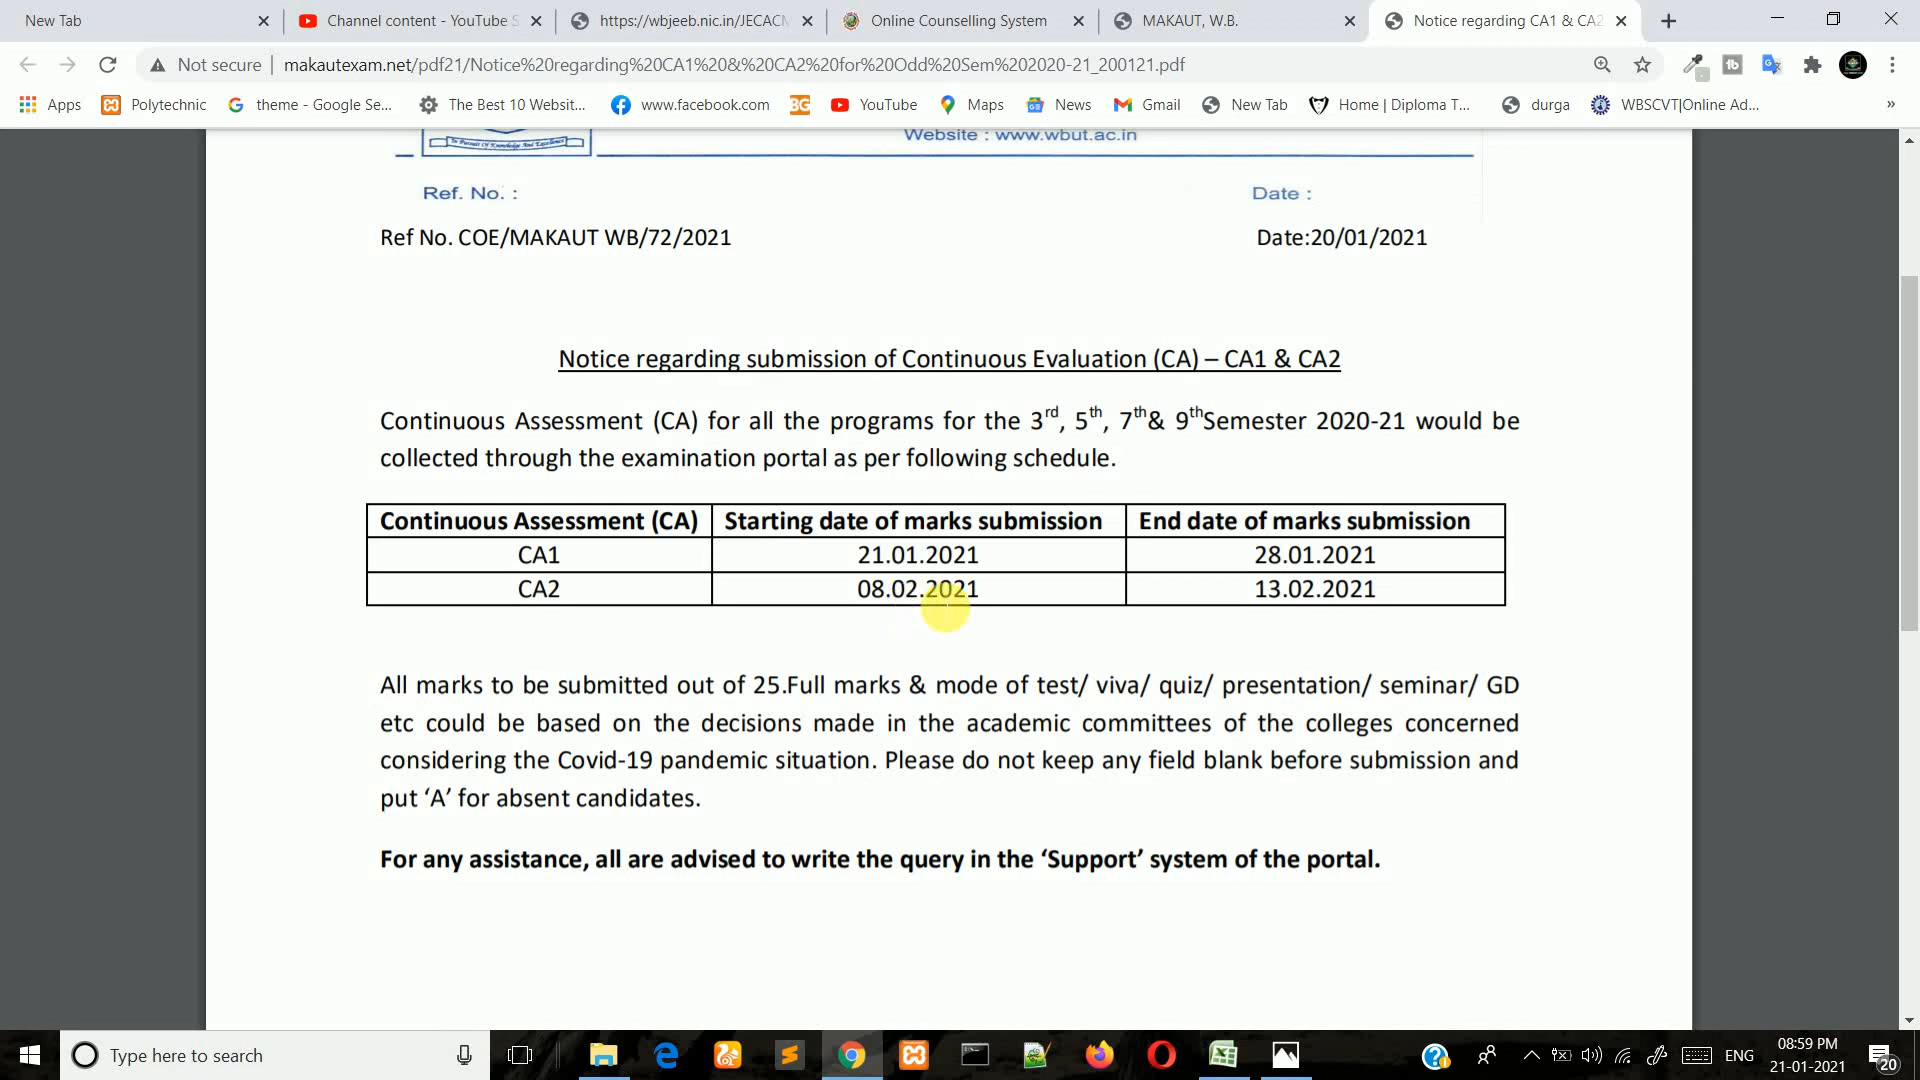 New Tab
Channel content - YouTube S
https://wbjeeb.nic.in/JECACM
Online Counselling System
MAKAUT, W.B.
Notice regarding CA1 & CA2
Not secure
makautexam.net/pdf21/Notice%20regarding%20CA1%20&%20CA2%20for%20Odd%20Sem%202020-21_200121.pdf
Apps
Polytechnic
theme - Google Se...
The Best 10 Websit...
www.facebook.com
BG
YouTube
Maps
News
Gmail
New Tab
Home | Diploma T...
durga
WBSCVT|Online Ad...
»
In Pursuit Of Knowledge And Excellence
Website : www.wbut.ac.in
Ref. No. :
Date :
Ref No. COE/MAKAUT WB/72/2021
Date:20/01/2021
Notice regarding submission of Continuous Evaluation (CA) – CA1 & CA2
Continuous Assessment (CA) for all the programs for the 3rd, 5th, 7th& 9thSemester 2020-21 would be
collected through the examination portal as per following schedule.
Continuous Assessment (CA) Starting date of marks submission End date of marks submission
CA1 21.01.2021 28.01.2021
CA2 08.02.2021 13.02.2021
All marks to be submitted out of 25.Full marks & mode of test/ viva/ quiz/ presentation/ seminar/ GD
etc could be based on the decisions made in the academic committees of the colleges concerned
considering the Covid-19 pandemic situation. Please do not keep any field blank before submission and
put ‘A’ for absent candidates.
For any assistance, all are advised to write the query in the ‘Support’ system of the portal.
Type here to search
ENG
08:59 PM
21-01-2021
20